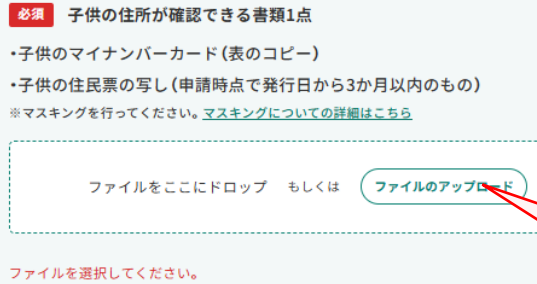 必須 子供の住所が確認できる書類1点
・子供のマイナンバーカード（表のコピー）
・子供の住民票の写し（申請時点で発行日から3か月以内のもの）
※マスキングを行ってください。マスキングについての詳細はこちら
ファイルをここにドロップ もしくは ファイルのアップロード
ファイルを選択してください。